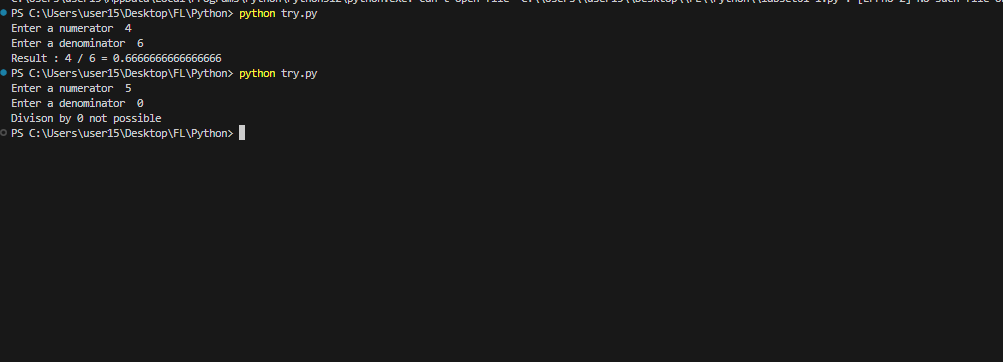 PS C:\Users\user15\Desktop\FL\Python> python try.py
Enter a numerator  4
Enter a denominator  6
Result : 4 / 6 = 0.6666666666666666
PS C:\Users\user15\Desktop\FL\Python> python try.py
Enter a numerator  5
Enter a denominator  0
Divison by 0 not possible
PS C:\Users\user15\Desktop\FL\Python>